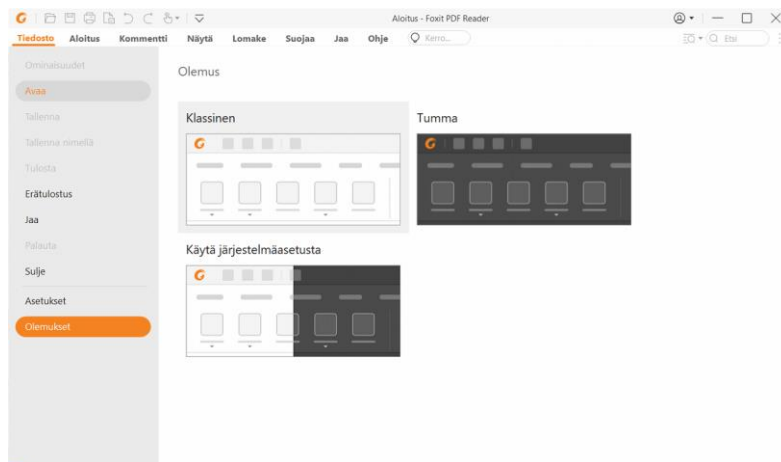 Aloitus - Foxit PDF Reader
Tiedosto Aloitus Kommentti Näytä Lomake Suojaa Jaa Ohje Kerro... Etsi
Ominaisuudet
Avaa
Tallenna
Tallenna nimellä
Tulosta
Erätulostus
Jaa
Palauta
Sulje
Asetukset
Olemukset
Olemus
Klassinen
Tumma
Käytä järjestelmäasetusta